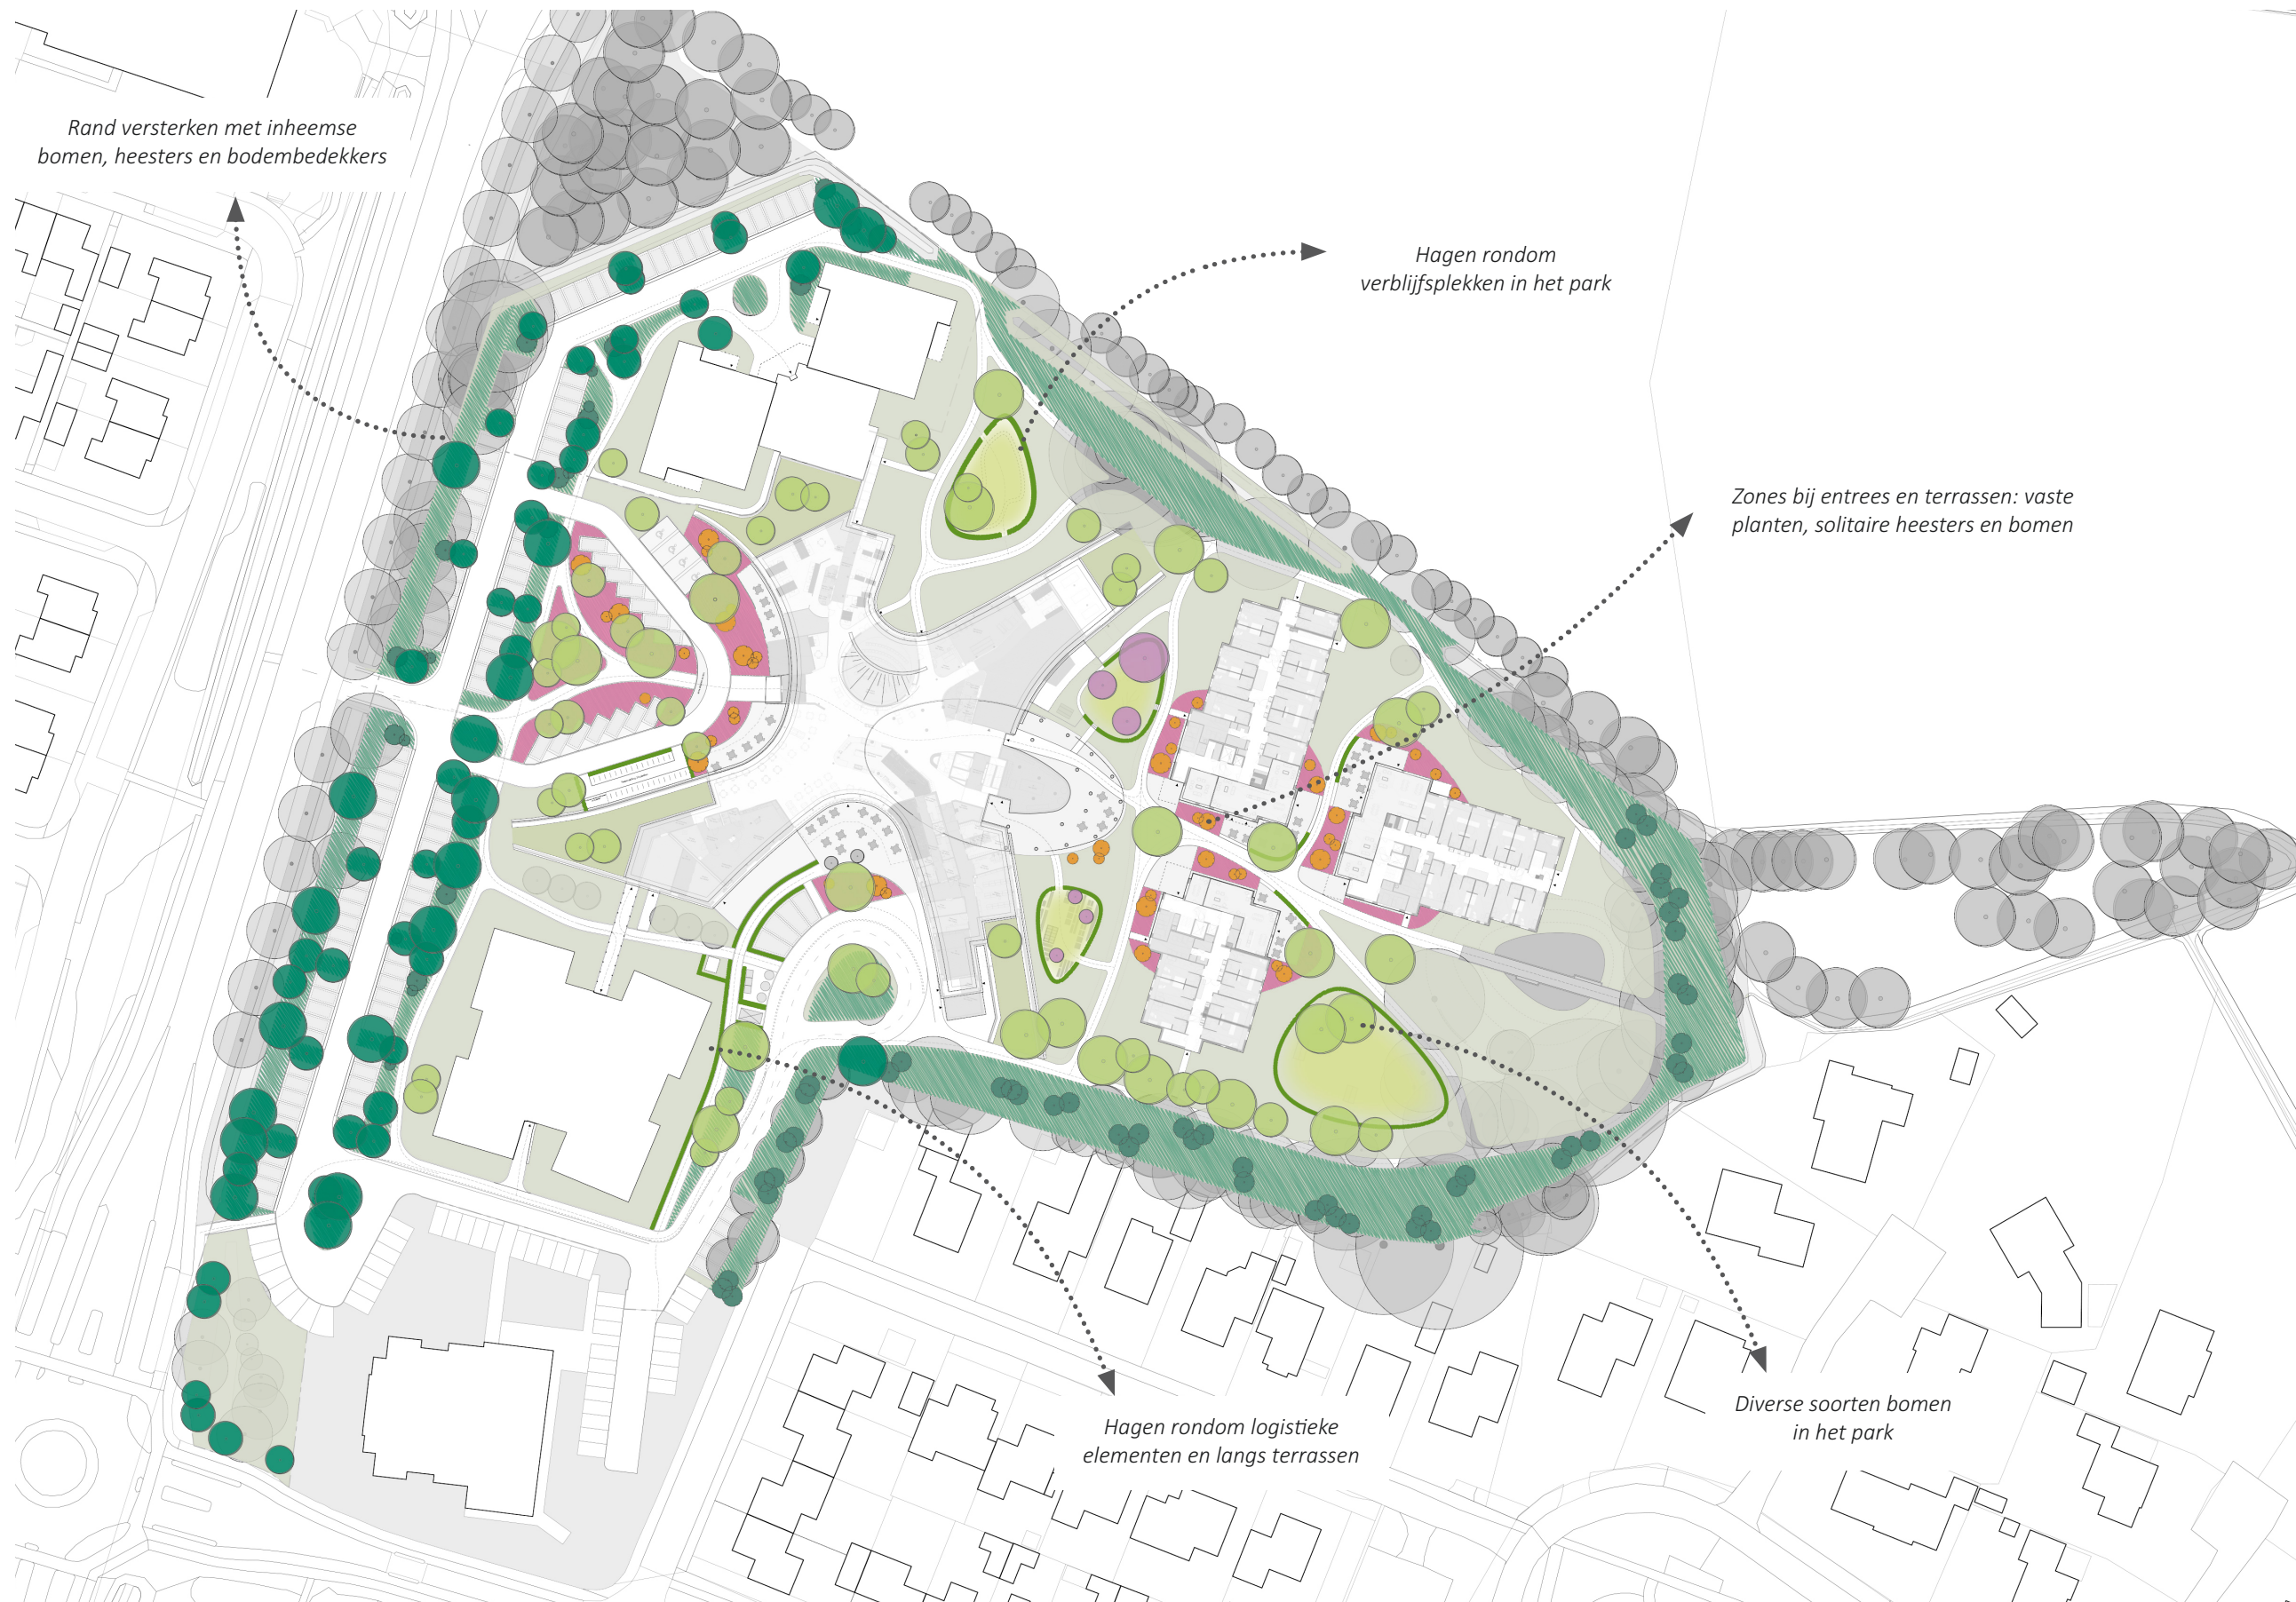 Rand versterken met inheemse
bomen, heesters en bodembedekkers
Hagen rondom
verblijfsplekken in het park
Zones bij entrees en terrassen: vaste
planten, solitaire heesters en bomen
Hagen rondom logistieke
elementen en langs terrassen
Diverse soorten bomen
in het park